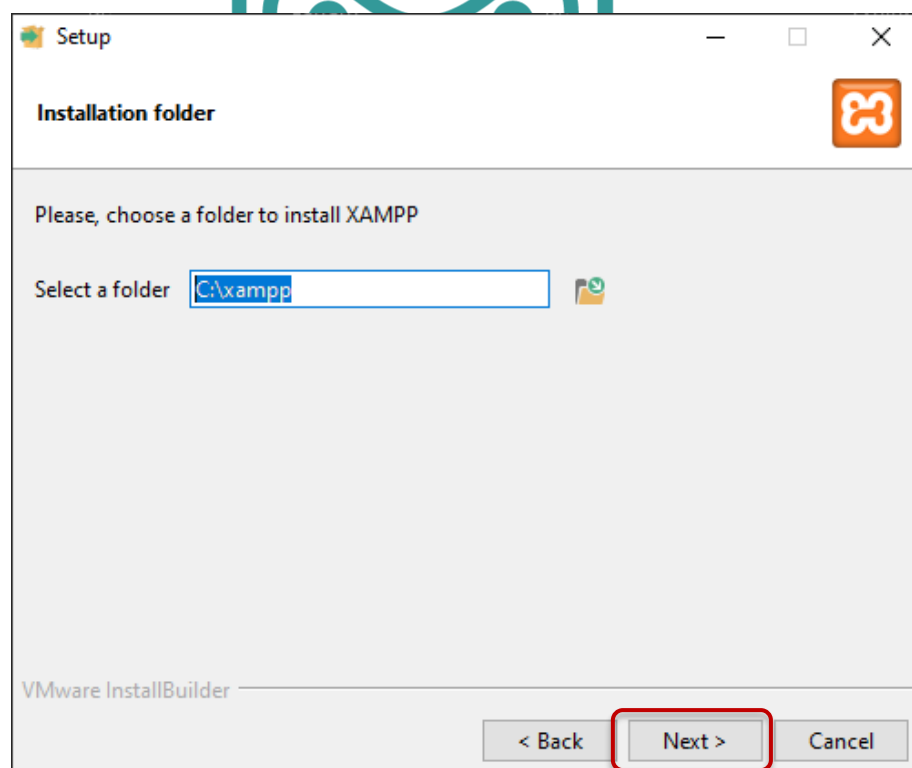 Setup
Installation folder
Please, choose a folder to install XAMPP
Select a folder C:\xampp
VMware InstallBuilder
< Back Next > Cancel